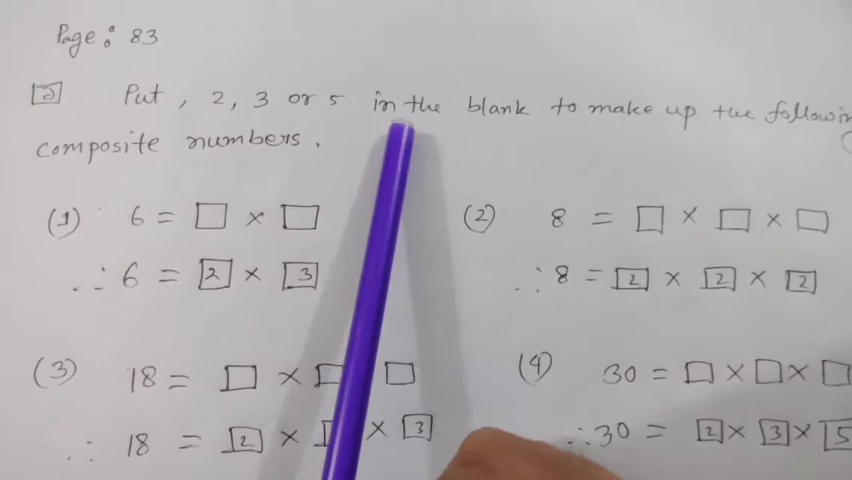 Page: 83
2 Put, 2, 3 or 5 in the blank to make up the
composite numbers.
(1) 6 = □ × □ (2) 8 = □ × □ × □
∴ 6 = 2 × 3 ∴ 8 = 2 × 2 × 2
(3) 18 = □ × □ □ (4) 30 = □ × □ × □
∴ 18 = 2 × × 3 ∴ 30 = 2 × 3 × 5